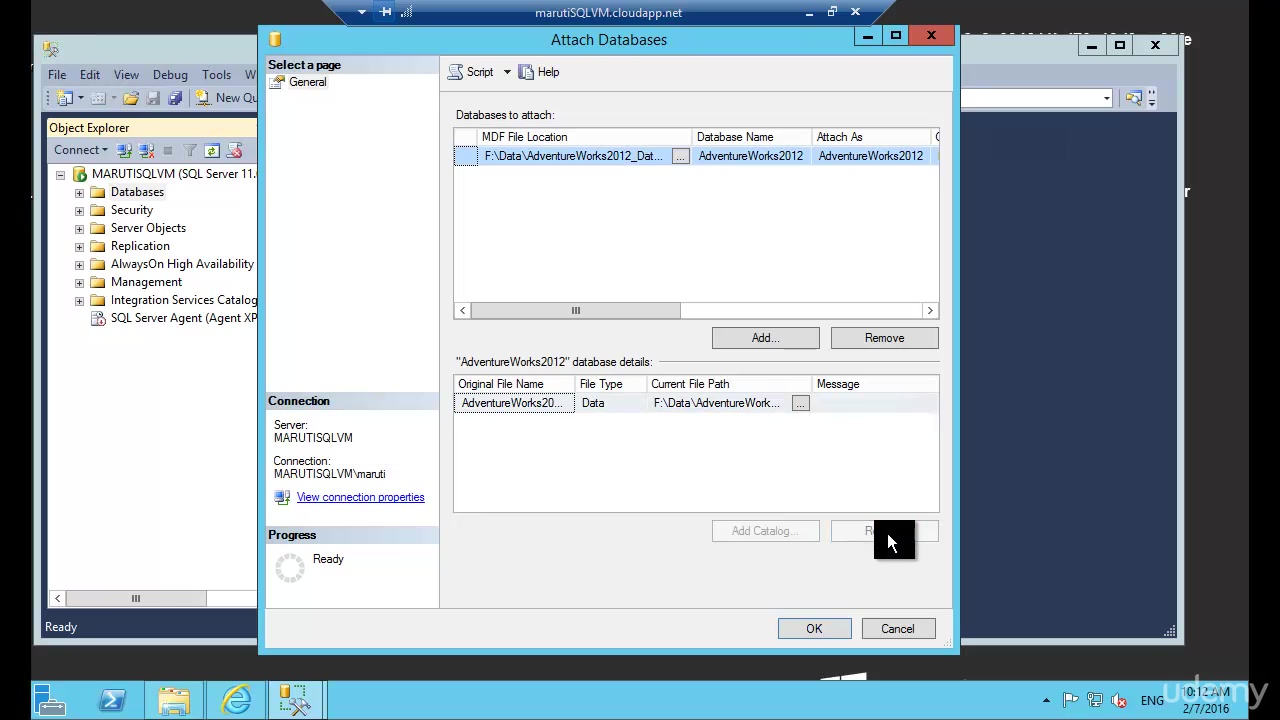 marutiSQLVM.cloudapp.net
Attach Databases
File Edit View Debug Tools W
New Qu
Object Explorer
Connect
MARUTISQLVM (SQL Server 11.0
Databases
Security
Server Objects
Replication
AlwaysOn High Availability
Management
Integration Services Catalog
SQL Server Agent (Agent XP
Ready
Select a page
General
Script Help
Databases to attach:
MDF File Location Database Name Attach As
F:\Data\AdventureWorks2012_Dat... ... AdventureWorks2012 AdventureWorks2012
Add... Remove
"AdventureWorks2012" database details:
Original File Name File Type Current File Path Message
AdventureWorks20... Data F:\Data\AdventureWork... ...
Add Catalog...
Connection
Server:
MARUTISQLVM
Connection:
MARUTISQLVM\maruti
View connection properties
Progress
Ready
OK Cancel
ENG
10:12 AM
2/7/2016
udemy